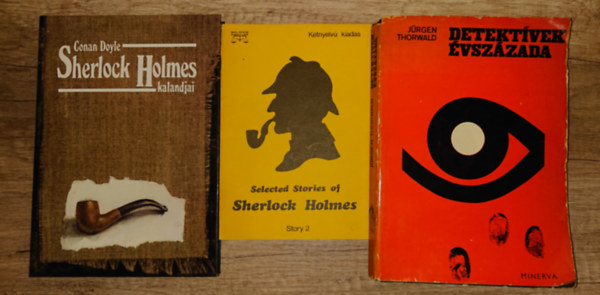 Conan Doyle
Sherlock Holmes
kalandjai
Kétnyelvű kiadás
Selected Stories of
Sherlock Holmes
Story 2
JÜRGEN
THORWALD
DETEKTÍVEK
ÉVSZÁZADA
MINERVA